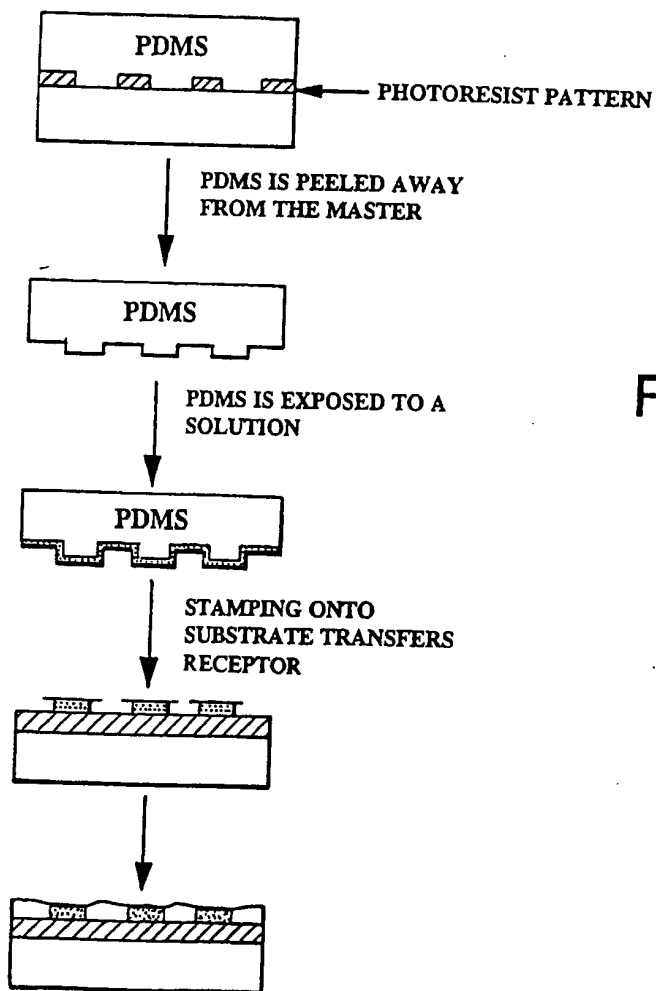 PDMS
PHOTORESIST PATTERN
PDMS IS PEELED AWAY
FROM THE MASTER
PDMS
PDMS IS EXPOSED TO A
SOLUTION
F
PDMS
STAMPING ONTO
SUBSTRATE TRANSFERS
RECEPTOR